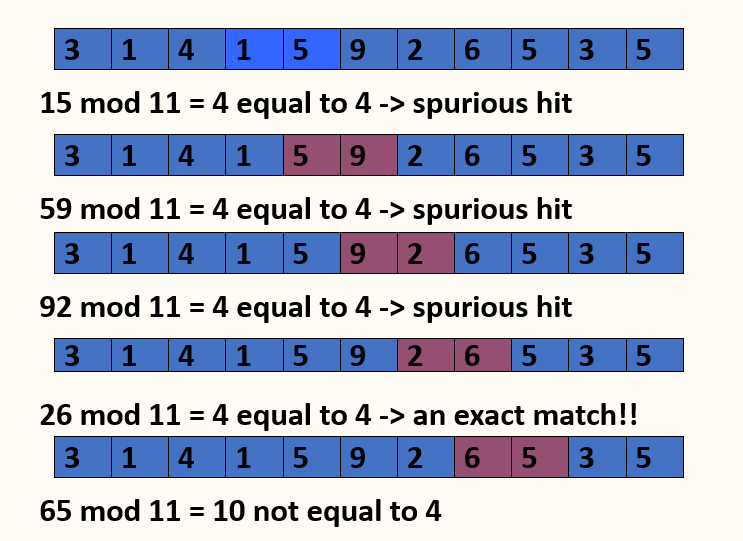 3 1 4 1 5 9 2 6 5 3 5
15 mod 11 = 4 equal to 4 -> spurious hit
3 1 4 1 5 9 2 6 5 3 5
59 mod 11 = 4 equal to 4 -> spurious hit
3 1 4 1 5 9 2 6 5 3 5
92 mod 11 = 4 equal to 4 -> spurious hit
3 1 4 1 5 9 2 6 5 3 5
26 mod 11 = 4 equal to 4 -> an exact match!!
3 1 4 1 5 9 2 6 5 3 5
65 mod 11 = 10 not equal to 4